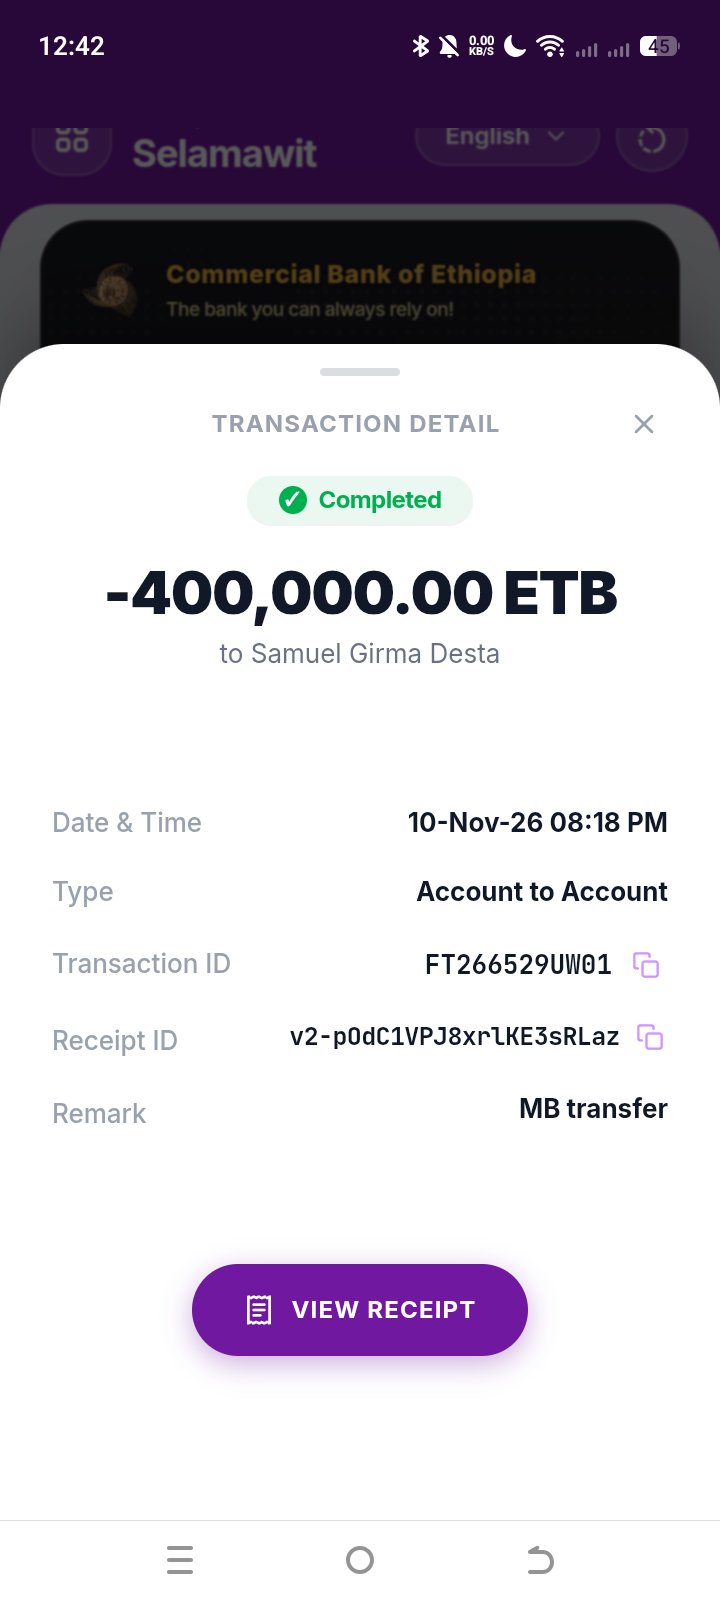 12:42
0.00
KB/S
45
Selamawit
English
Commercial Bank of Ethiopia
The bank you can always rely on!
TRANSACTION DETAIL
Completed
-400,000.00 ETB
to Samuel Girma Desta
Date & Time
10-Nov-26 08:18 PM
Type
Account to Account
Transaction ID
FT266529UW01
Receipt ID
v2-pOdC1VPJ8xrlKE3sRLaz
Remark
MB transfer
VIEW RECEIPT